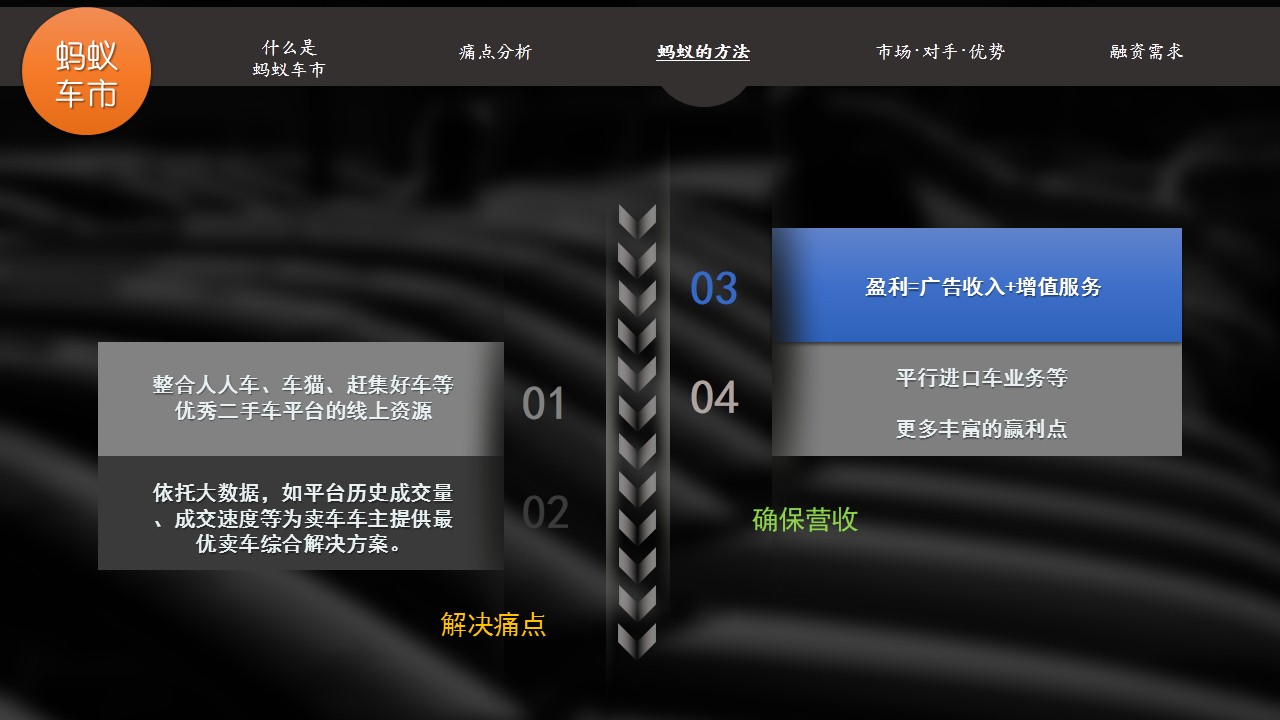 蚂蚁
车市
什么是
蚂蚁车市
痛点分析
蚂蚁的方法
市场·对手·优势
融资需求
整合人人车、车猫、赶集好车等
优秀二手车平台的线上资源
01
依托大数据，如平台历史成交量
、成交速度等为卖车车主提供最
优卖车综合解决方案。
02
解决痛点
03
盈利=广告收入+增值服务
04
平行进口车业务等
更多丰富的赢利点
确保营收